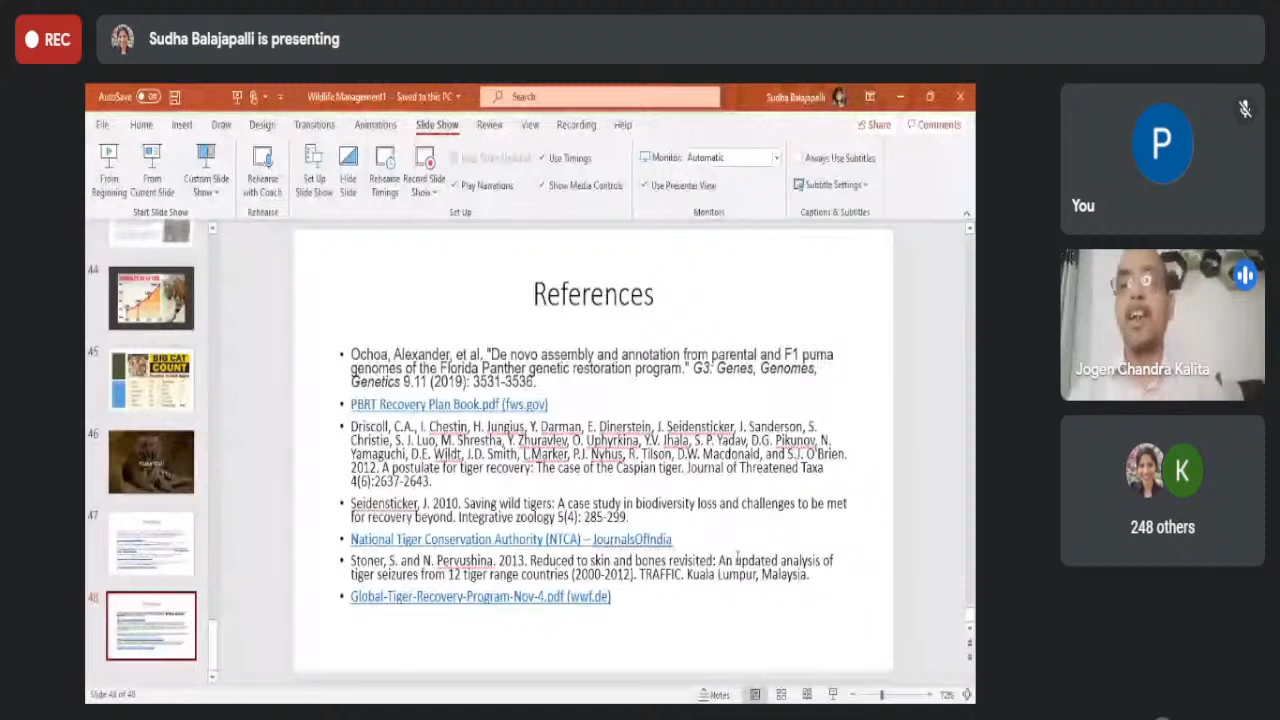 REC
Sudha Balajapalli is presenting
AutoSave Off
Wildlife Management1 - Saved to this PC
Search
Sudha Balajapalli
File Home Insert Draw Design Transitions Animations Slide Show Review View Recording Help
Share Comments
From Beginning
From Current Slide
Custom Slide Show
Start Slide Show
Rehearse with Coach
Rehearse
Set Up Slide Show
Hide Slide
Rehearse Timings
Record Slide Show
Play Narrations
Use Timings
Show Media Controls
Set Up
Monitor: Automatic
Use Presenter View
Monitors
Always Use Subtitles
Subtitle Settings
Captions & Subtitles
44
45
BIG CAT
COUNT
46
47
48
References
• Ochoa, Alexander, et al. "De novo assembly and annotation from parental and F1 puma
genomes of the Florida Panther genetic restoration program." G3: Genes, Genomes,
Genetics 9.11 (2019): 3531-3536.
• PBRT Recovery Plan Book.pdf (fws.gov)
• Driscoll, C.A., I. Chestin, H. Jungius, Y. Darman, E. Dinerstein, J. Seidensticker, J. Sanderson, S.
Christie, S. J. Luo, M. Shrestha, Y. Zhuravlev, O. Uphyrkina, Y.V. Jhala, S. P. Yadav, D.G. Pikunov, N.
Yamaguchi, D.E. Wildt, J.D. Smith, L.Marker, P.J. Nyhus, R. Tilson, D.W. Macdonald, and S.J. O'Brien.
2012. A postulate for tiger recovery: The case of the Caspian tiger. Journal of Threatened Taxa
4(6):2637-2643.
• Seidensticker, J. 2010. Saving wild tigers: A case study in biodiversity loss and challenges to be met
for recovery beyond. Integrative zoology 5(4): 285-299.
• National Tiger Conservation Authority (NTCA) – JournalsOfIndia
• Stoner, S. and N. Pervushina. 2013. Reduced to skin and bones revisited: An updated analysis of
tiger seizures from 12 tiger range countries (2000-2012). TRAFFIC. Kuala Lumpur, Malaysia.
• Global-Tiger-Recovery-Program-Nov-4.pdf (wwf.de)
Slide 48 of 48
Notes
72%
P
You
Jogen Chandra Kalita
K
248 others